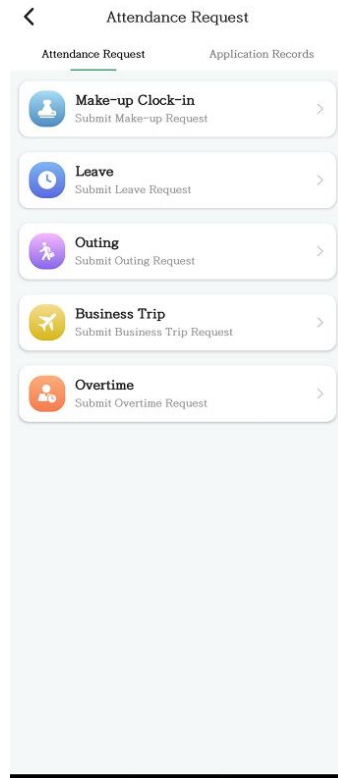 Attendance Request
Attendance Request Application Records
Make-up Clock-in
Submit Make-up Request
Leave
Submit Leave Request
Outing
Submit Outing Request
Business Trip
Submit Business Trip Request
Overtime
Submit Overtime Request